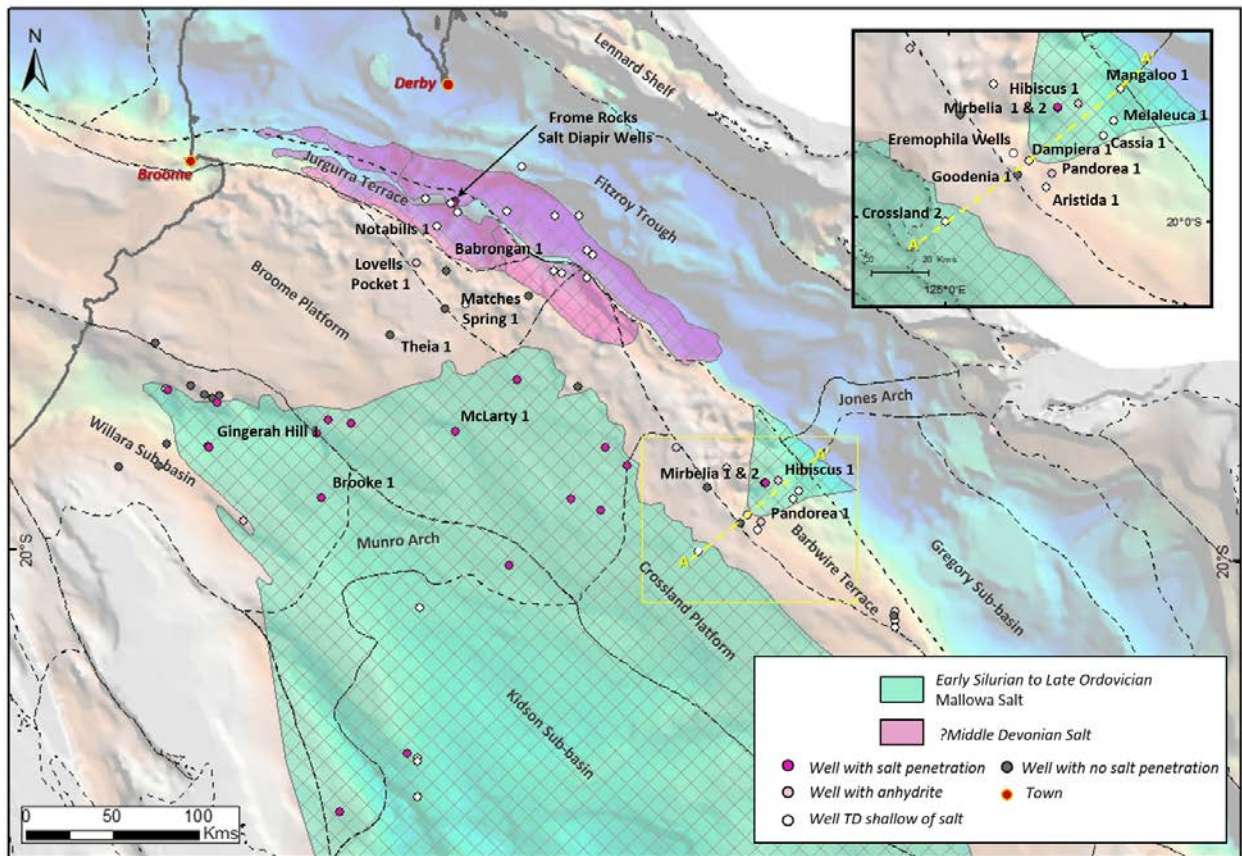 N
Derby
Lennard Shelf
Broome
Frome Rocks
Salt Diapir Wells
Jurgurra Terrace
Fitzroy Trough
Notabilis 1
Babrongan 1
Lovells
Pocket 1
Broome Platform
Matches
Spring 1
Theia 1
Jones Arch
McLarty 1
Gingerah Hill 1
Willara Sub-basin
Mirbelia 1 & 2
Hibiscus 1
A'
Brooke 1
Pandorea 1
Munro Arch
A
20°S
20°S
Barbwire Terrace
Gregory Sub-basin
Crossland Platform
Kidson Sub-basin
0 50 100
Kms
A'
Mangaloo 1
Hibiscus 1
Mirbelia 1 & 2
Melaleuca 1
Eremophila Wells
Cassia 1
Dampiera 1
Pandorea 1
Goodenia 1
Aristida 1
Crossland 2
20°0'S
A
0 20 Kms
125°0'E
Early Silurian to Late Ordovician
Mallowa Salt
?Middle Devonian Salt
Well with salt penetration
Well with no salt penetration
Well with anhydrite
Town
Well TD shallow of salt